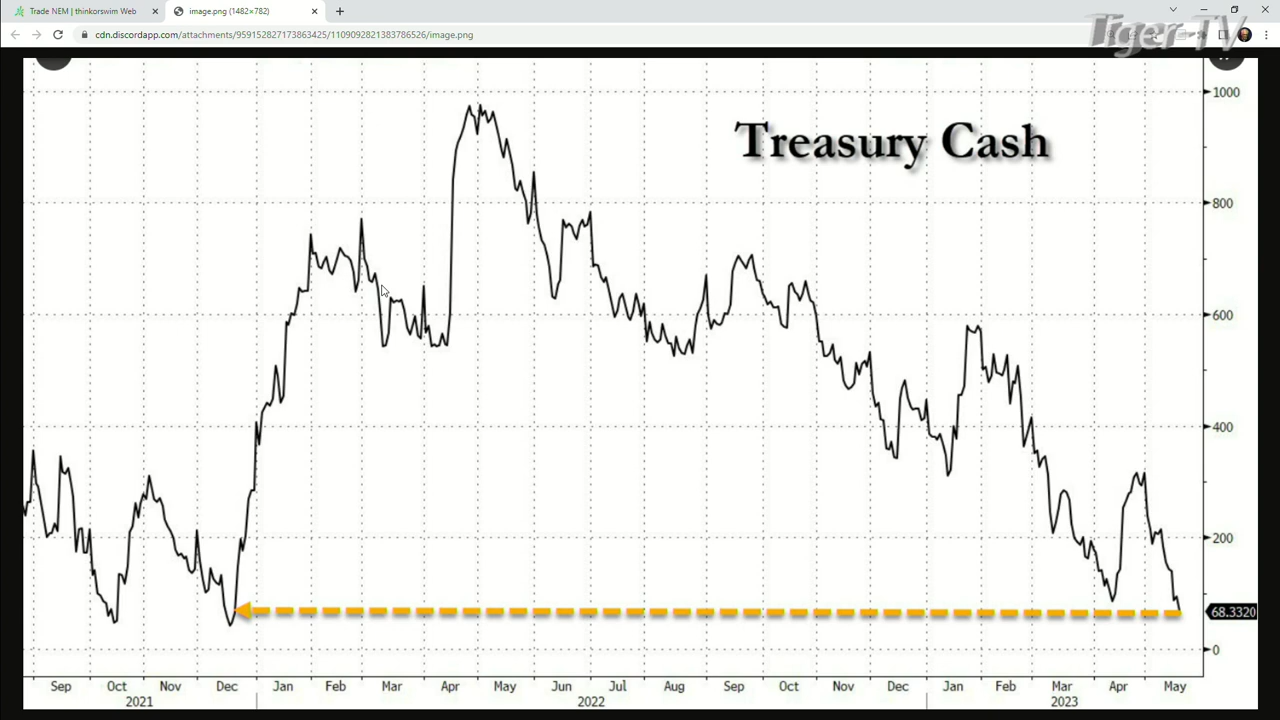 Trade NEM | thinkorswim Web
image.png (1482×782)
cdn.discordapp.com/attachments/959152827173863425/1109092821383786526/image.png
Tiger TV
Treasury Cash
1000
800
600
400
200
68.3320
0
Sep Oct Nov Dec Jan Feb Mar Apr May Jun Jul Aug Sep Oct Nov Dec Jan Feb Mar Apr May
2021 2022 2023